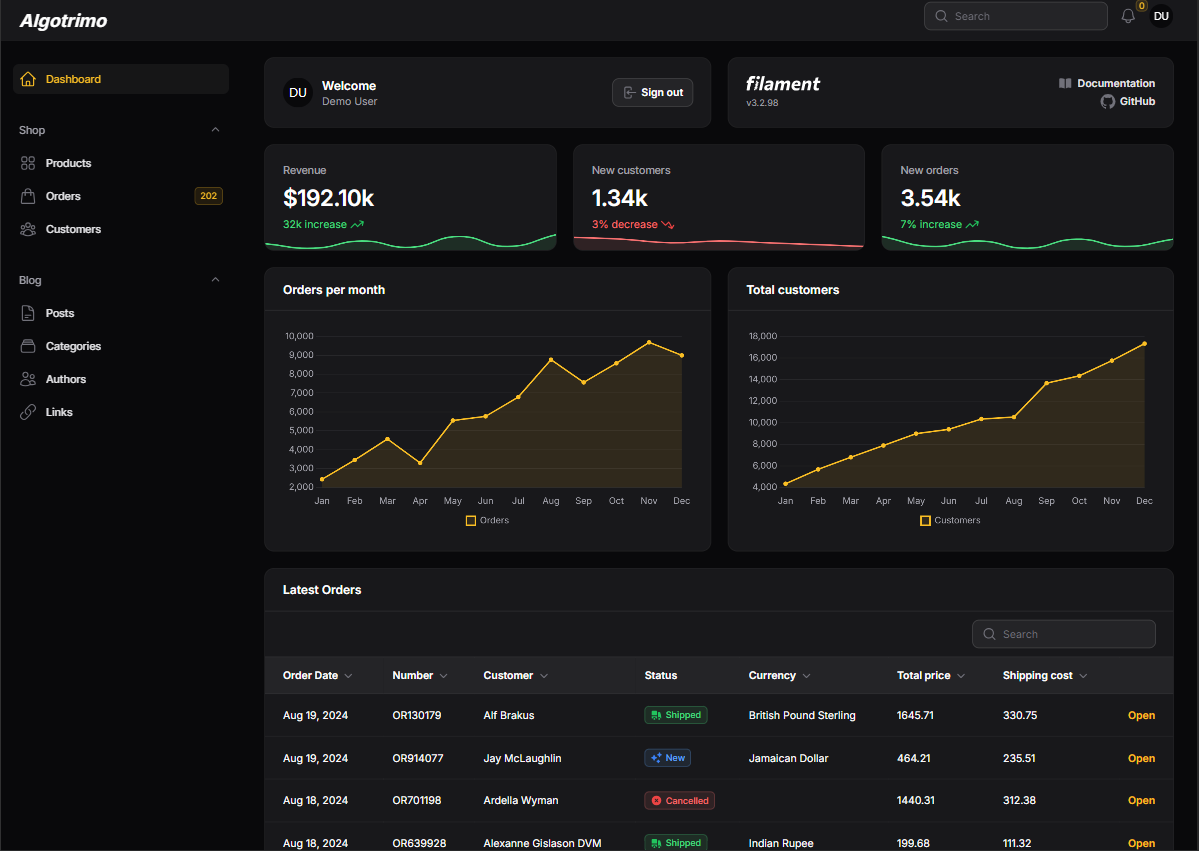 Algotrimo
Search
0
DU
Dashboard
Shop
Products
Orders
202
Customers
Blog
Posts
Categories
Authors
Links
DU
Welcome
Demo User
Sign out
filament
v3.2.98
Documentation
GitHub
Revenue
$192.10k
32k increase
New customers
1.34k
3% decrease
New orders
3.54k
7% increase
Orders per month
10,000
9,000
8,000
7,000
6,000
5,000
4,000
3,000
2,000
Jan Feb Mar Apr May Jun Jul Aug Sep Oct Nov Dec
Orders
Total customers
18,000
16,000
14,000
12,000
10,000
8,000
6,000
4,000
Jan Feb Mar Apr May Jun Jul Aug Sep Oct Nov Dec
Customers
Latest Orders
Search
Order Date Number Customer Status Currency Total price Shipping cost
Aug 19, 2024 OR130179 Alf Brakus Shipped British Pound Sterling 1645.71 330.75 Open
Aug 19, 2024 OR914077 Jay McLaughlin New Jamaican Dollar 464.21 235.51 Open
Aug 18, 2024 OR701198 Ardella Wyman Cancelled 1440.31 312.38 Open
Aug 18, 2024 OR639928 Alexanne Gislason DVM Shipped Indian Rupee 199.68 111.32 Open